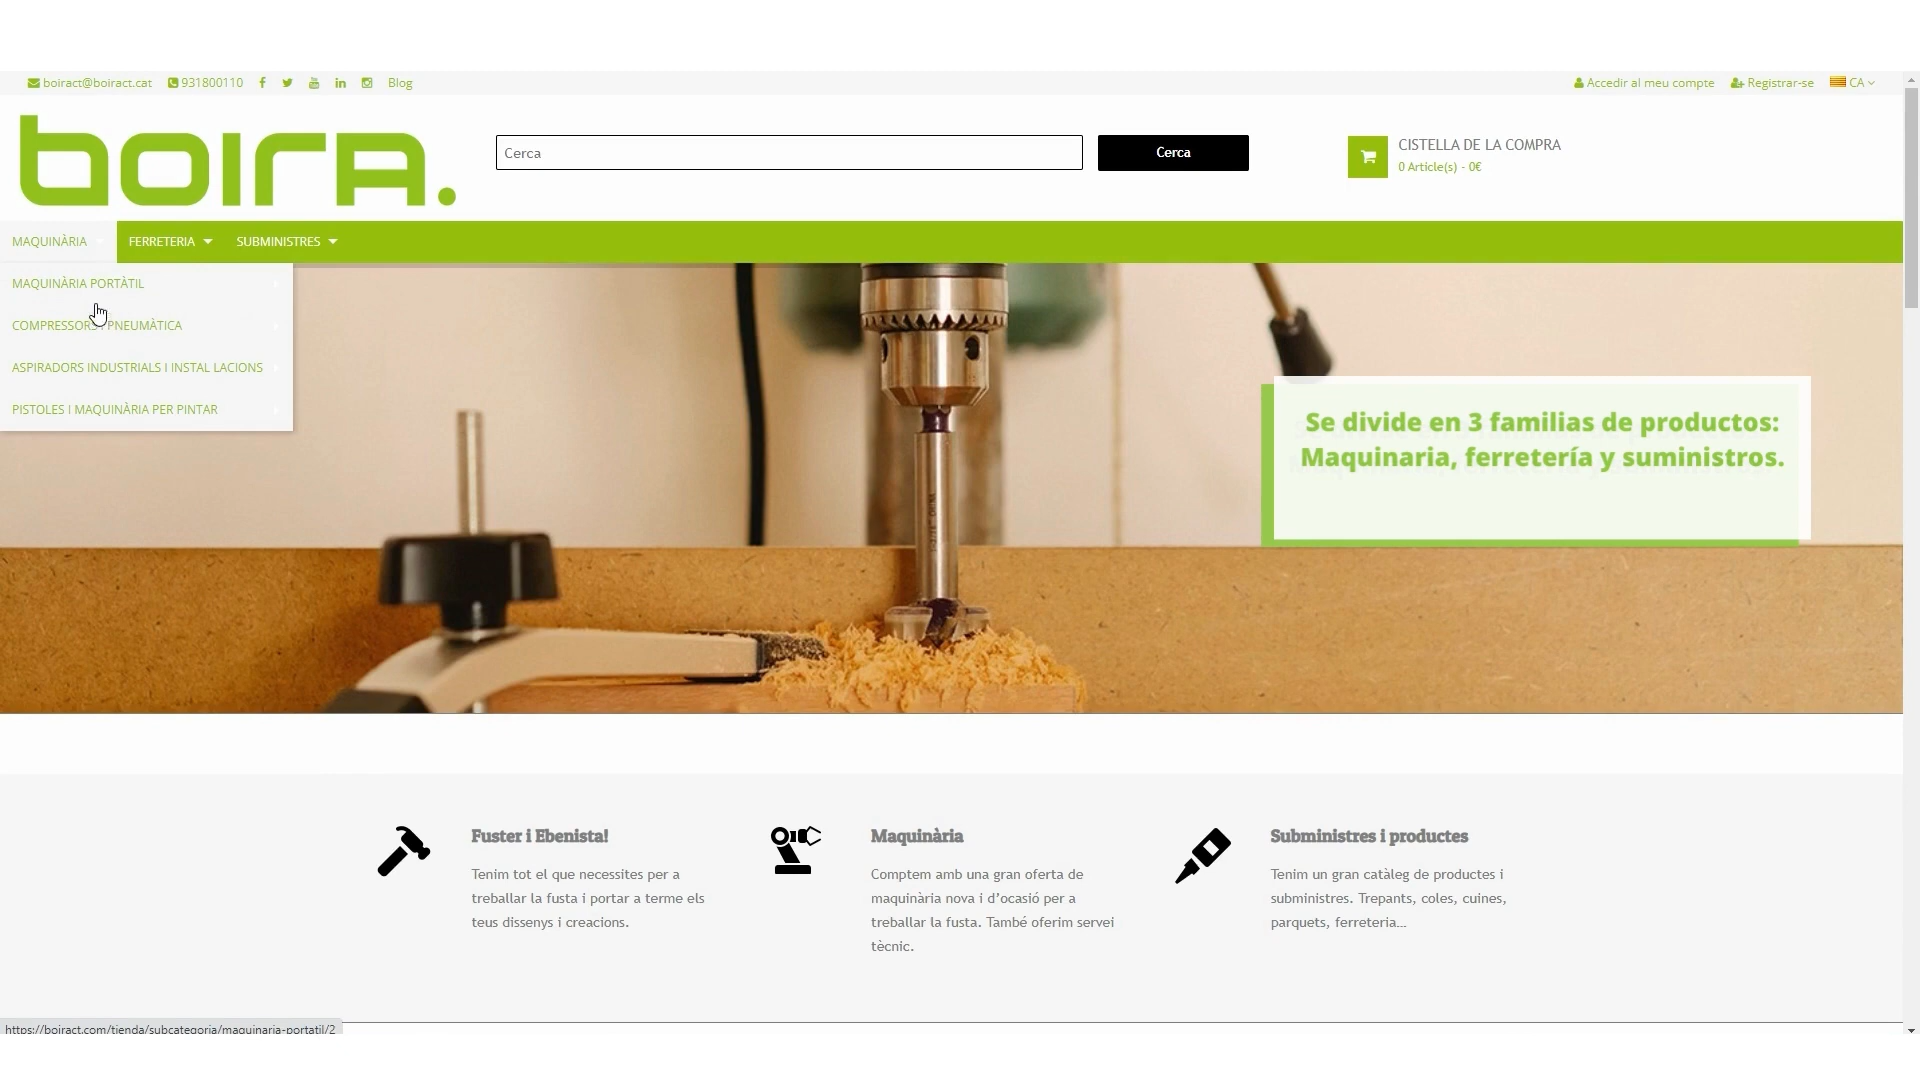 boiract@boiract.cat 931800110 Blog
Accedir al meu compte Registrar-se CA
boira.
Cerca
Cerca
CISTELLA DE LA COMPRA
0 Article(s) - 0€
MAQUINÀRIA FERRETERIA SUBMINISTRES
MAQUINÀRIA PORTÀTIL
COMPRESSORS I PNEUMÀTICA
ASPIRADORS INDUSTRIALS I INSTAL LACIONS
PISTOLES I MAQUINÀRIA PER PINTAR
Se divide en 3 familias de productos:
Maquinaria, ferretería y suministros.
Fuster i Ebenista!
Tenim tot el que necessites per a
treballar la fusta i portar a terme els
teus dissenys i creacions.
Maquinària
Comptem amb una gran oferta de
maquinària nova i d’ocasió per a
treballar la fusta. També oferim servei
tècnic.
Subministres i productes
Tenim un gran catàleg de productes i
subministres. Trepants, coles, cuines,
parquets, ferreteria...
https://boiract.com/tienda/subcategoria/maquinaria-portatil/2